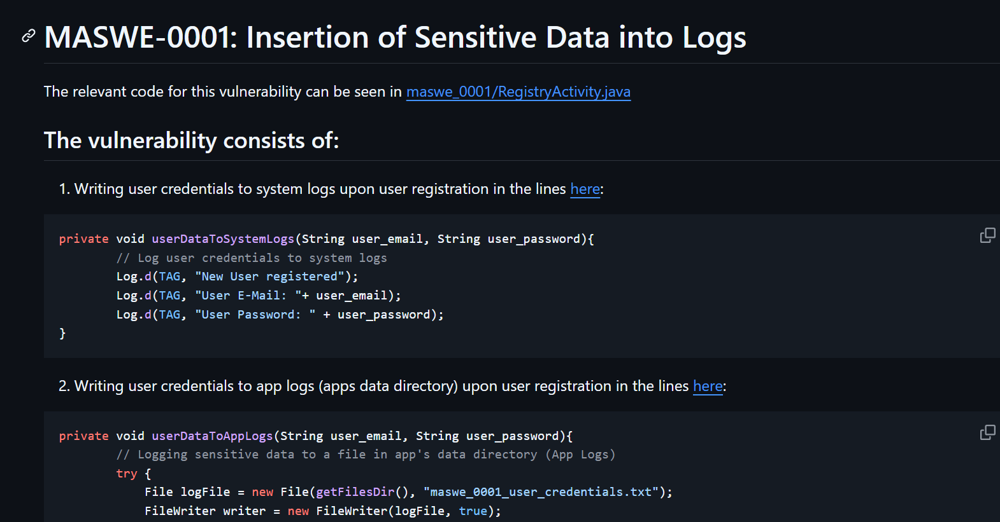 MASWE-0001: Insertion of Sensitive Data into Logs
The relevant code for this vulnerability can be seen in maswe_0001/RegistryActivity.java
The vulnerability consists of:
1. Writing user credentials to system logs upon user registration in the lines here:
private void userDataToSystemLogs(String user_email, String user_password){
        // Log user credentials to system logs
        Log.d(TAG, "New User registered");
        Log.d(TAG, "User E-Mail: "+ user_email);
        Log.d(TAG, "User Password: " + user_password);
}
2. Writing user credentials to app logs (apps data directory) upon user registration in the lines here:
private void userDataToAppLogs(String user_email, String user_password){
        // Logging sensitive data to a file in app's data directory (App Logs)
        try {
            File logFile = new File(getFilesDir(), "maswe_0001_user_credentials.txt");
            FileWriter writer = new FileWriter(logFile, true);